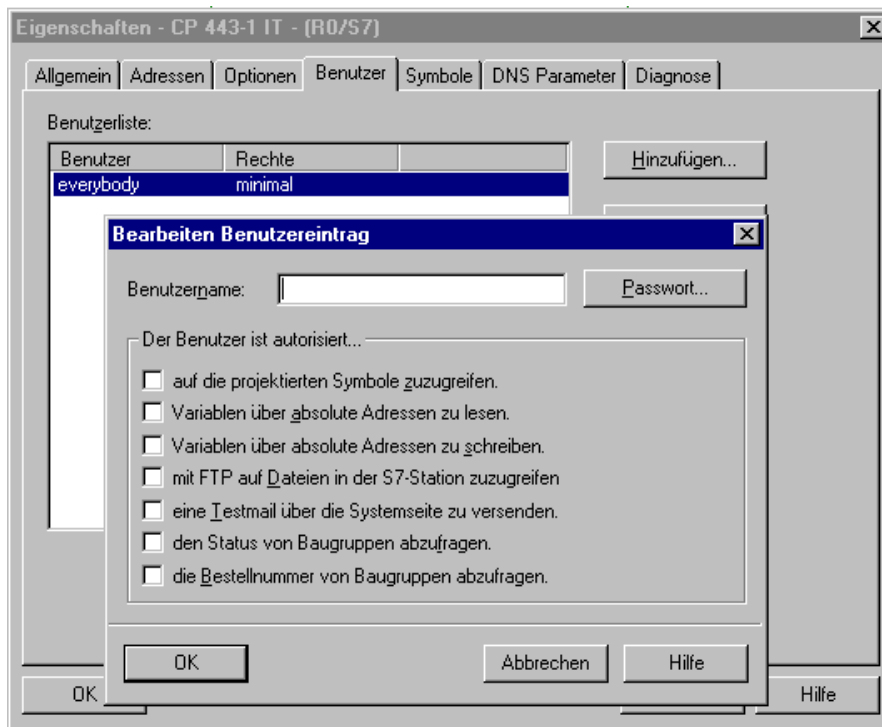 Eigenschaften - CP 443-1 IT - (R0/S7)
Allgemein Adressen Optionen Benutzer Symbole DNS Parameter Diagnose
Benutzerliste:
Benutzer Rechte
Hinzufügen...
everybody minimal
Bearbeiten Benutzereintrag
Benutzername:
Passwort...
Der Benutzer ist autorisiert...
auf die projektierten Symbole zuzugreifen.
Variablen über absolute Adressen zu lesen.
Variablen über absolute Adressen zu schreiben.
mit FTP auf Dateien in der S7-Station zuzugreifen
eine Testmail über die Systemseite zu versenden.
den Status von Baugruppen abzufragen.
die Bestellnummer von Baugruppen abzufragen.
OK Abbrechen Hilfe
OK Hilfe